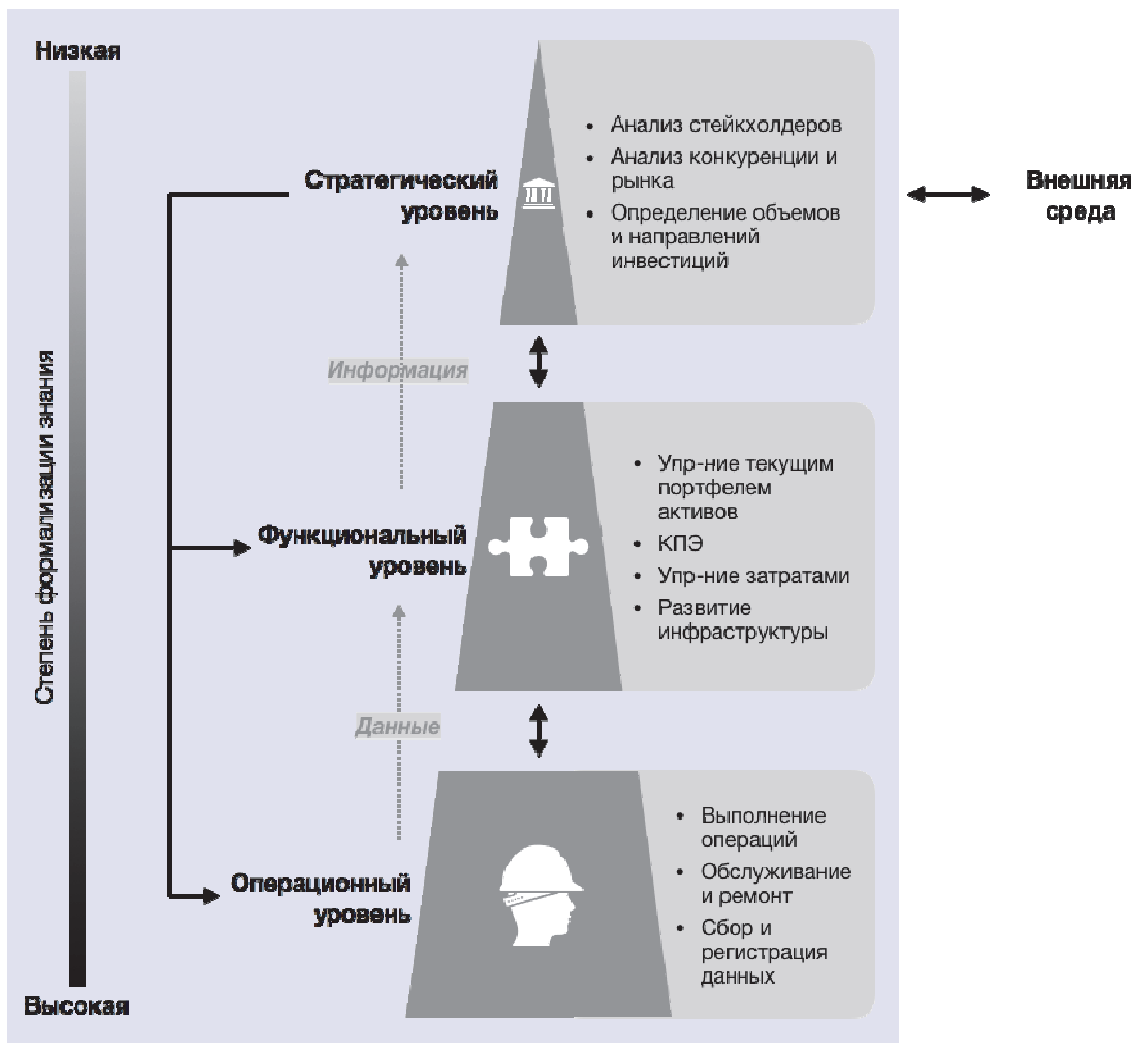 Низкая
Степень формализации знания
Высокая
Стратегический
уровень
• Анализ стейкхолдеров
• Анализ конкуренции и
рынка
• Определение объемов
и направлений
инвестиций
Внешняя
среда
Информация
Функциональный
уровень
• Упр-ние текущим
портфелем
активов
• КПЭ
• Упр-ние затратами
• Развитие
инфраструктуры
Данные
Операционный
уровень
• Выполнение
операций
• Обслуживание
и ремонт
• Сбор и
регистрация
данных